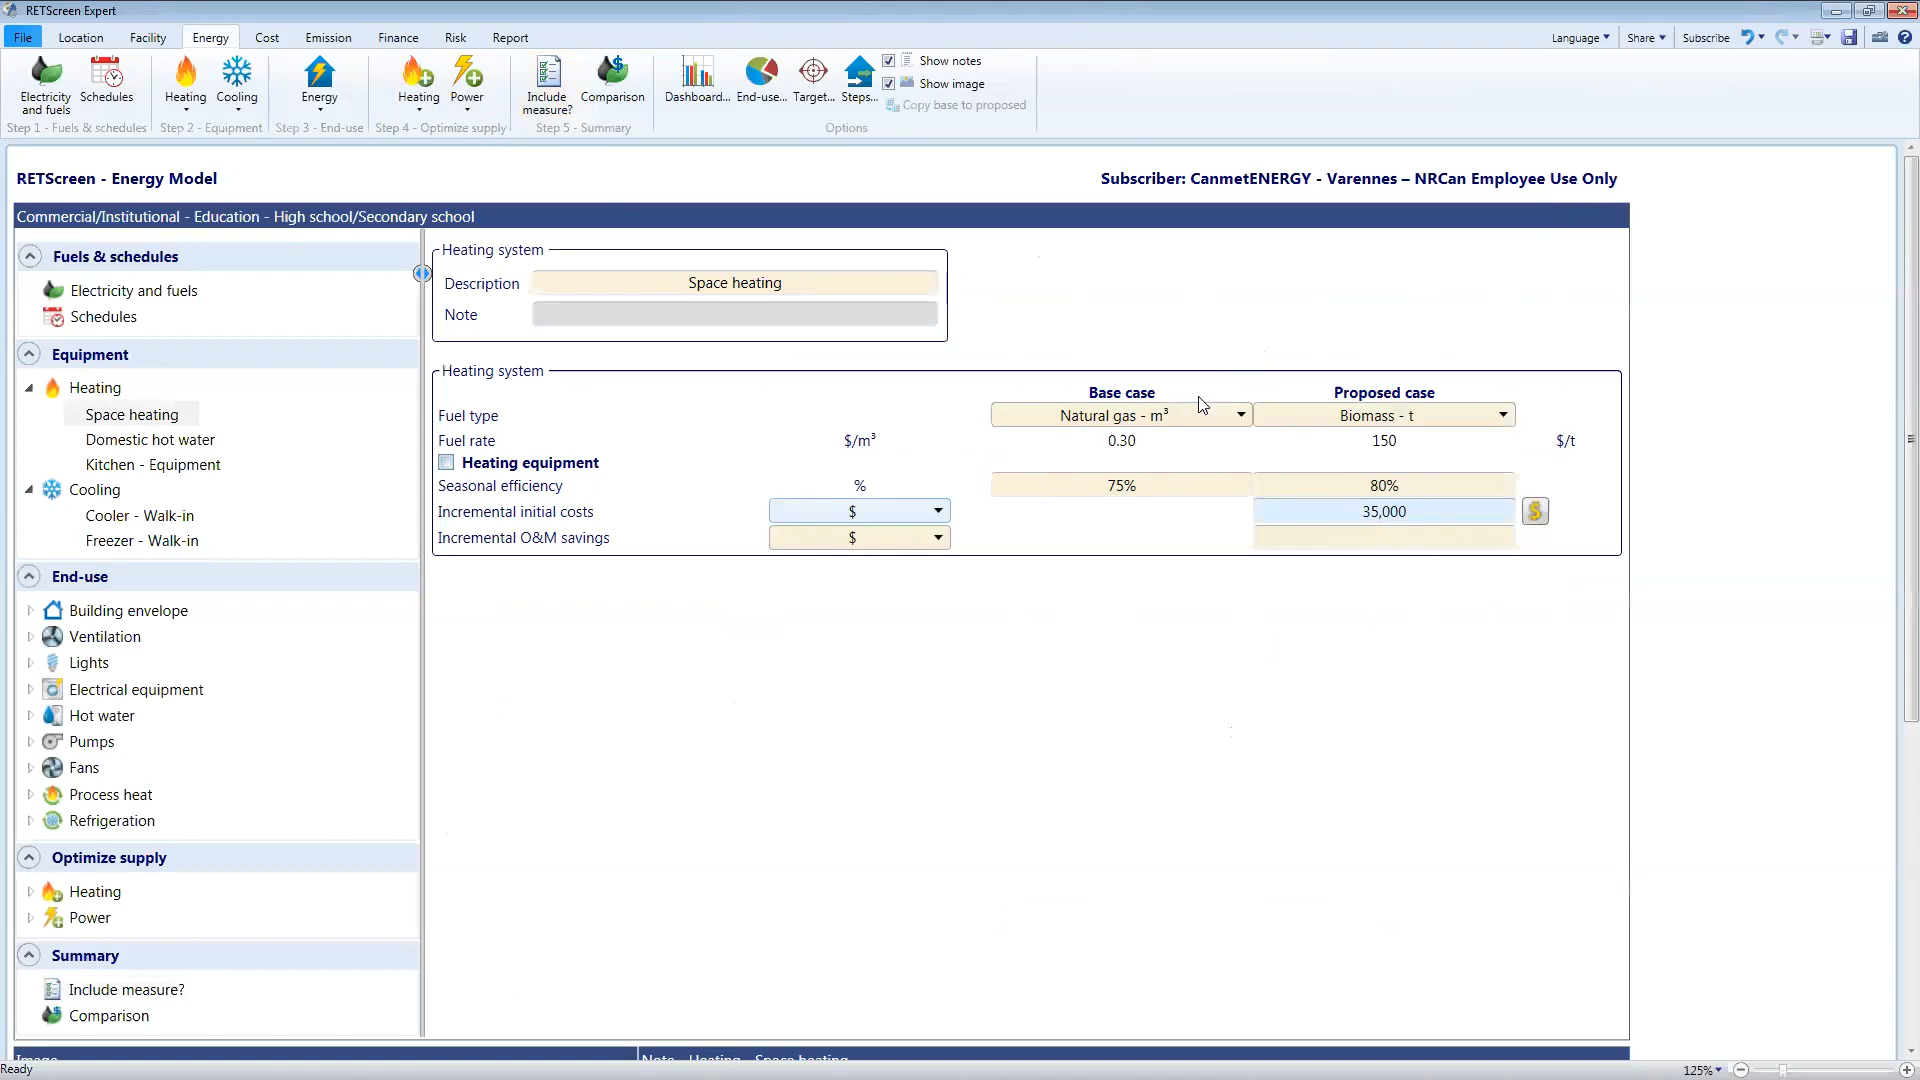 RETScreen Expert
File Location Facility Energy Cost Emission Finance Risk Report Language Share Subscribe
Electricity and fuels
Schedules
Step 1 - Fuels & schedules
Heating
Cooling
Step 2 - Equipment
Energy
Step 3 - End-use
Heating
Power
Step 4 - Optimize supply
Include measure?
Comparison
Step 5 - Summary
Dashboard...
End-use...
Target...
Steps...
Show notes
Show image
Copy base to proposed
Options
RETScreen - Energy Model
Subscriber: CanmetENERGY - Varennes – NRCan Employee Use Only
Commercial/Institutional - Education - High school/Secondary school
Fuels & schedules
Electricity and fuels
Schedules
Equipment
Heating
Space heating
Domestic hot water
Kitchen - Equipment
Cooling
Cooler - Walk-in
Freezer - Walk-in
End-use
Building envelope
Ventilation
Lights
Electrical equipment
Hot water
Pumps
Fans
Process heat
Refrigeration
Optimize supply
Heating
Power
Summary
Include measure?
Comparison
Heating system
Description Space heating
Note
Heating system
Base case Proposed case
Fuel type Natural gas - m³ Biomass - t
Fuel rate $/m³ 0.30 150 $/t
Heating equipment
Seasonal efficiency % 75% 80%
Incremental initial costs $ 35,000
Incremental O&M savings $
Image
Note - Heating - Space heating
Ready
125%